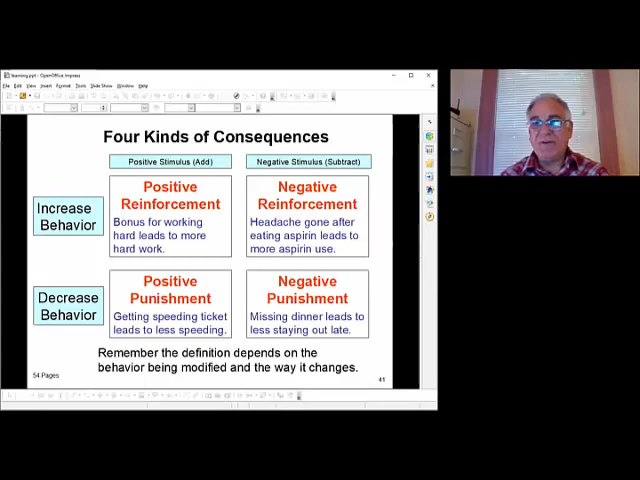 learning.ppt - OpenOffice Impress
File Edit View Insert Format Tools Slide Show Window Help
Four Kinds of Consequences
Positive Stimulus (Add)
Negative Stimulus (Subtract)
Increase
Behavior
Positive
Reinforcement
Bonus for working
hard leads to more
hard work.
Negative
Reinforcement
Headache gone after
eating aspirin leads to
more aspirin use.
Decrease
Behavior
Positive
Punishment
Getting speeding ticket
leads to less speeding.
Negative
Punishment
Missing dinner leads to
less staying out late.
Remember the definition depends on the
behavior being modified and the way it changes.
54 Pages
41